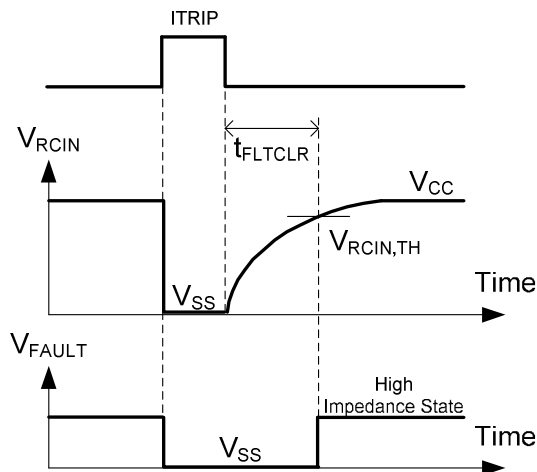 ITRIP
VRCIN
tFLTCLR
VCC
VRCIN,TH
VSS
Time
VFAULT
High
Impedance State
VSS
Time